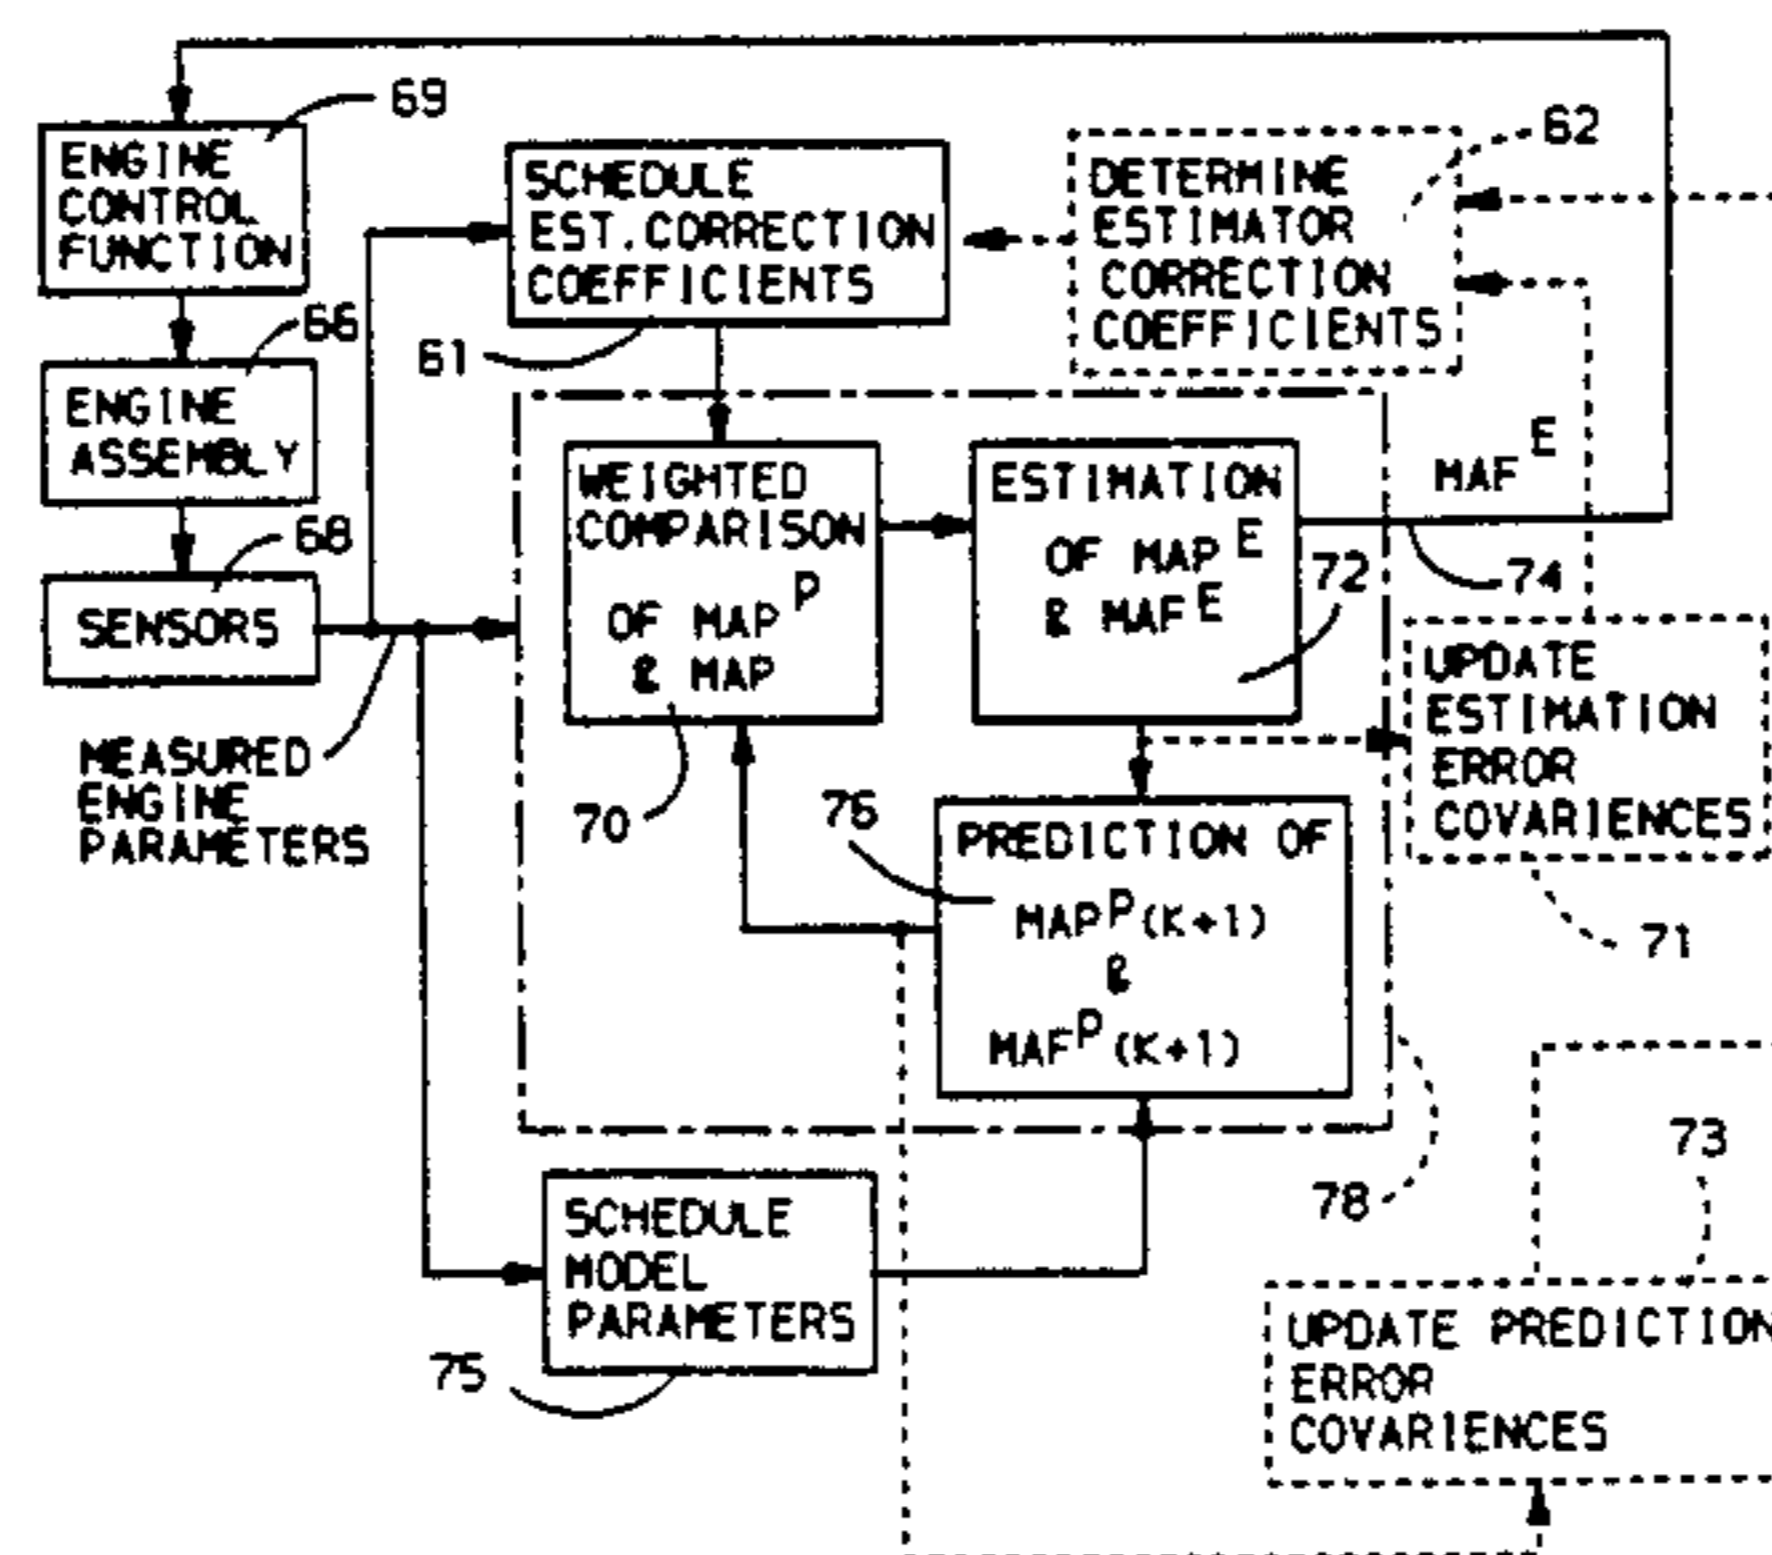 69
ENGINE
CONTROL
FUNCTION
66
ENGINE
ASSEMBLY
68
SENSORS
MEASURED
ENGINE
PARAMETERS
SCHEDULE
EST. CORRECTION
COEFFICIENTS
61
62
DETERMINE
ESTIMATOR
CORRECTION
COEFFICIENTS
WEIGHTED
COMPARISON
OF MAP^P
& MAP
70
ESTIMATION
OF MAP^E
& MAF^E
72
MAF^E
74
UPDATE
ESTIMATION
ERROR
COVARIENCES
71
76
PREDICTION OF
MAP^P (K+1)
&
MAF^P (K+1)
78
73
SCHEDULE
MODEL
PARAMETERS
75
UPDATE PREDICTION
ERROR
COVARIENCES